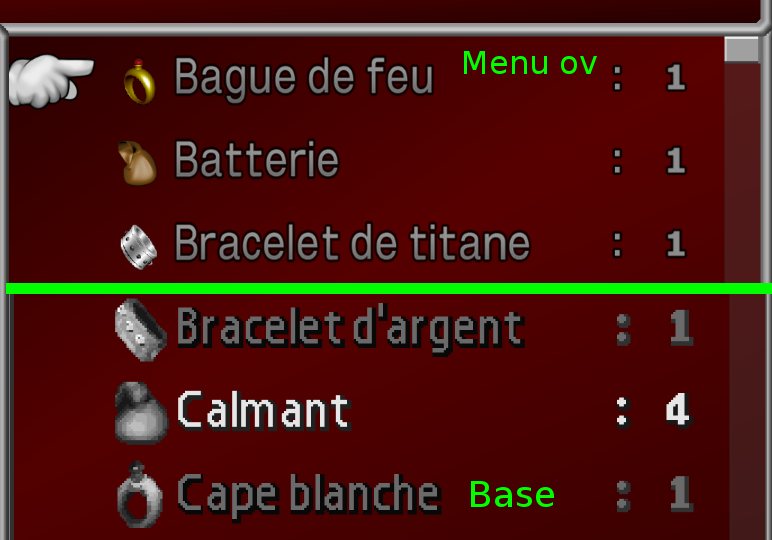 Bague de feu Menu ov : 1
Batterie : 1
Bracelet de titane : 1
Bracelet d'argent : 1
Calmant : 4
Cape blanche Base : 1